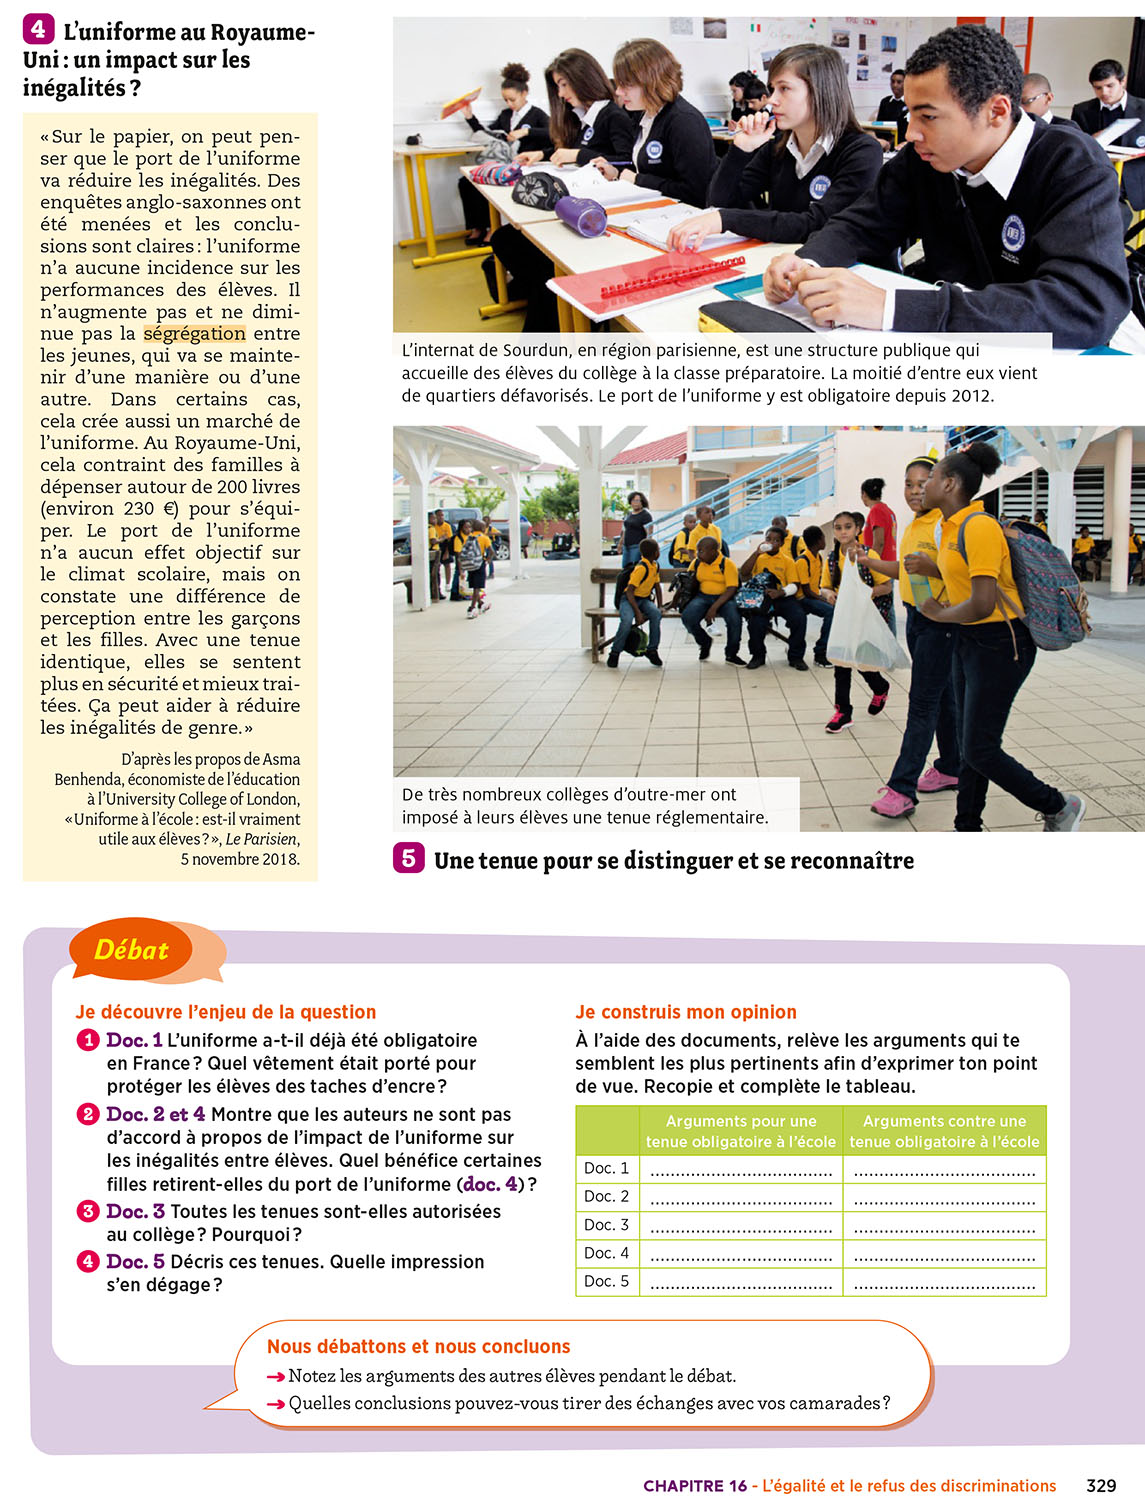 4 L'uniforme au Royaume-
Uni : un impact sur les
inégalités ?
« Sur le papier, on peut pen-
ser que le port de l'uniforme
va réduire les inégalités. Des
enquêtes anglo-saxonnes ont
été menées et les conclu-
sions sont claires : l'uniforme
n'a aucune incidence sur les
performances des élèves. Il
n'augmente pas et ne dimi-
nue pas la ségrégation entre
les jeunes, qui va se mainte-
nir d'une manière ou d'une
autre. Dans certains cas,
cela crée aussi un marché de
l'uniforme. Au Royaume-Uni,
cela contraint des familles à
dépenser autour de 200 livres
(environ 230 €) pour s'équi-
per. Le port de l'uniforme
n'a aucun effet objectif sur
le climat scolaire, mais on
constate une différence de
perception entre les garçons
et les filles. Avec une tenue
identique, elles se sentent
plus en sécurité et mieux trai-
tées. Ça peut aider à réduire
les inégalités de genre. »
D'après les propos de Asma
Benhenda, économiste de l'éducation
à l'University College of London,
« Uniforme à l'école : est-il vraiment
utile aux élèves ? », Le Parisien,
5 novembre 2018.
L'internat de Sourdun, en région parisienne, est une structure publique qui
accueille des élèves du collège à la classe préparatoire. La moitié d'entre eux vient
de quartiers défavorisés. Le port de l'uniforme y est obligatoire depuis 2012.
De très nombreux collèges d'outre-mer ont
imposé à leurs élèves une tenue réglementaire.
5 Une tenue pour se distinguer et se reconnaître
Débat
Je découvre l'enjeu de la question
1 Doc. 1 L'uniforme a-t-il déjà été obligatoire
en France ? Quel vêtement était porté pour
protéger les élèves des taches d'encre ?
2 Doc. 2 et 4 Montre que les auteurs ne sont pas
d'accord à propos de l'impact de l'uniforme sur
les inégalités entre élèves. Quel bénéfice certaines
filles retirent-elles du port de l'uniforme (doc. 4) ?
3 Doc. 3 Toutes les tenues sont-elles autorisées
au collège ? Pourquoi ?
4 Doc. 5 Décris ces tenues. Quelle impression
s'en dégage ?
Je construis mon opinion
À l'aide des documents, relève les arguments qui te
semblent les plus pertinents afin d'exprimer ton point
de vue. Recopie et complète le tableau.
Arguments pour une
tenue obligatoire à l'école
Arguments contre une
tenue obligatoire à l'école
Doc. 1 .................................... ....................................
Doc. 2 .................................... ....................................
Doc. 3 .................................... ....................................
Doc. 4 .................................... ....................................
Doc. 5 .................................... ....................................
Nous débattons et nous concluons
→ Notez les arguments des autres élèves pendant le débat.
→ Quelles conclusions pouvez-vous tirer des échanges avec vos camarades ?
CHAPITRE 16 - L'égalité et le refus des discriminations 329